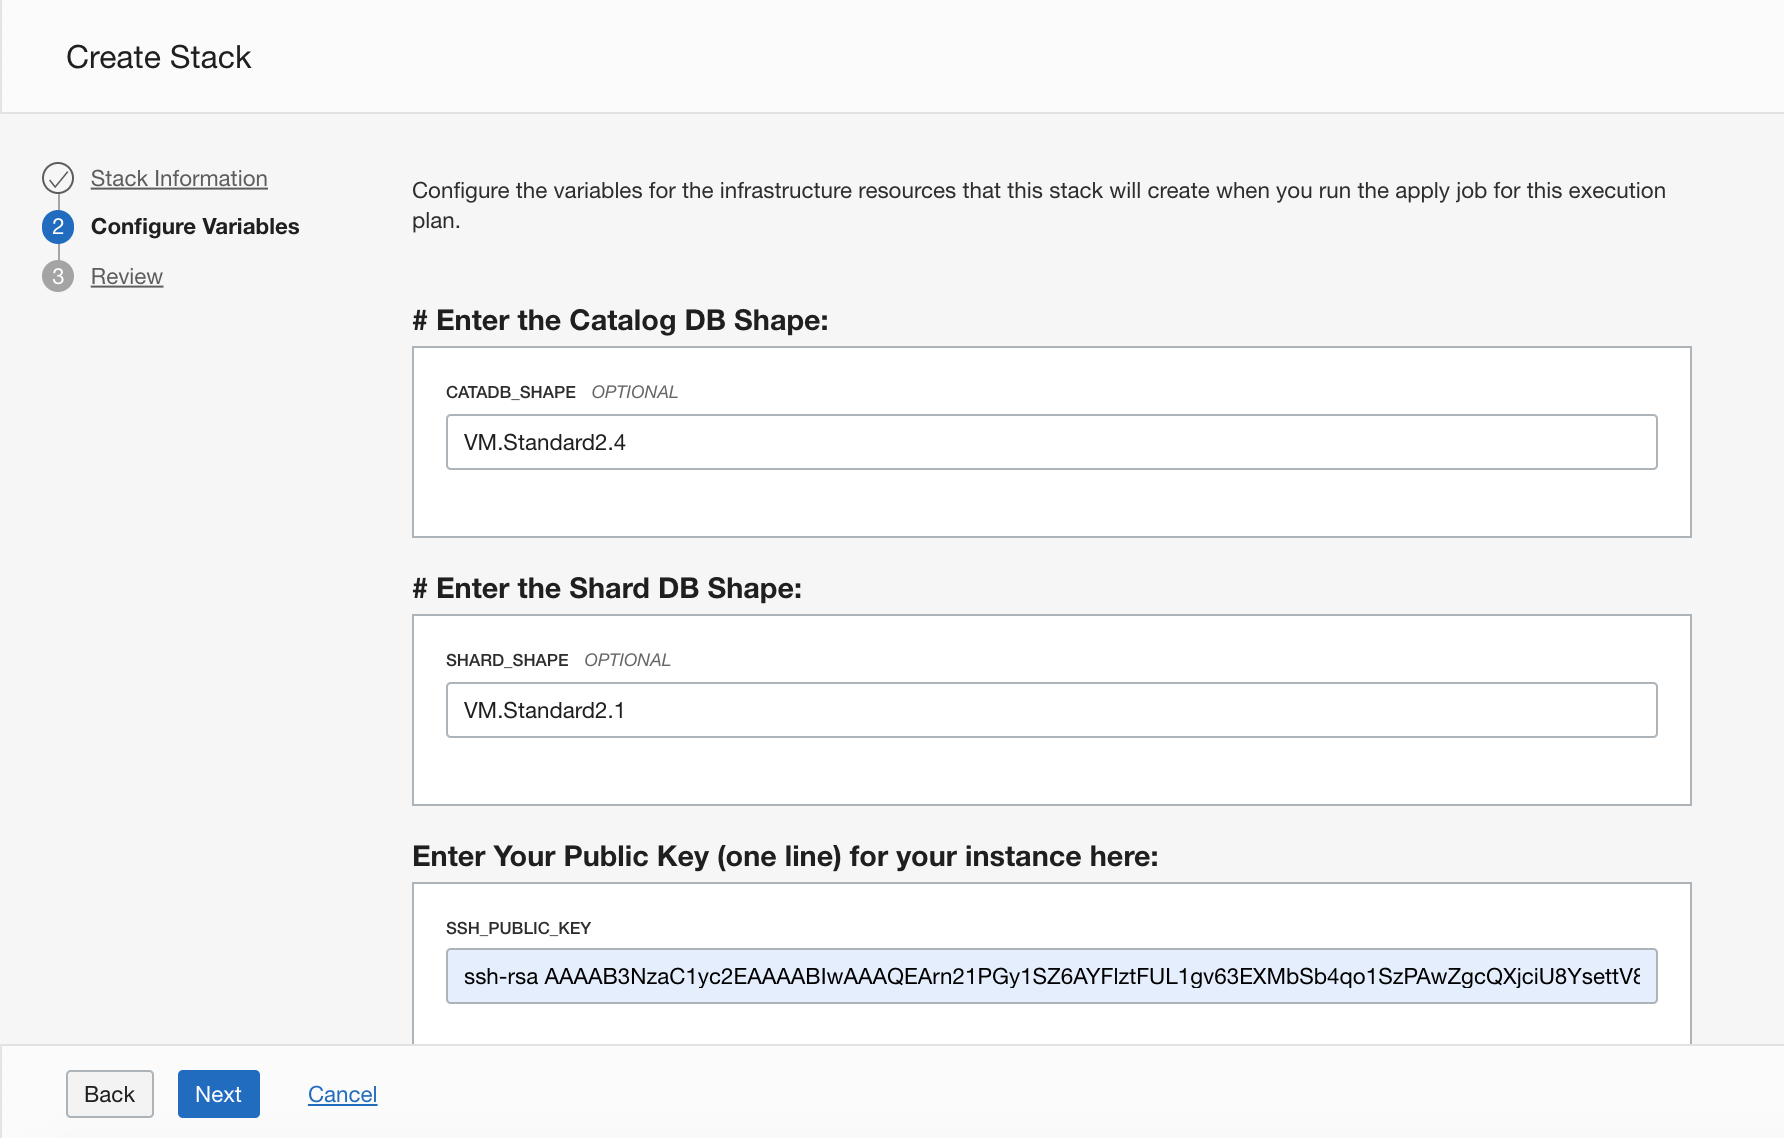 Create Stack
Stack Information
2 Configure Variables
3 Review
Configure the variables for the infrastructure resources that this stack will create when you run the apply job for this execution
plan.
# Enter the Catalog DB Shape:
CATADB_SHAPE OPTIONAL
VM.Standard2.4
# Enter the Shard DB Shape:
SHARD_SHAPE OPTIONAL
VM.Standard2.1
Enter Your Public Key (one line) for your instance here:
SSH_PUBLIC_KEY
ssh-rsa AAAAB3NzaC1yc2EAAAABIwAAAQEArn21PGy1SZ6AYFlztFUL1gv63EXMbSb4qo1SzPAwZgcQXjciU8YsettV8
Back Next Cancel